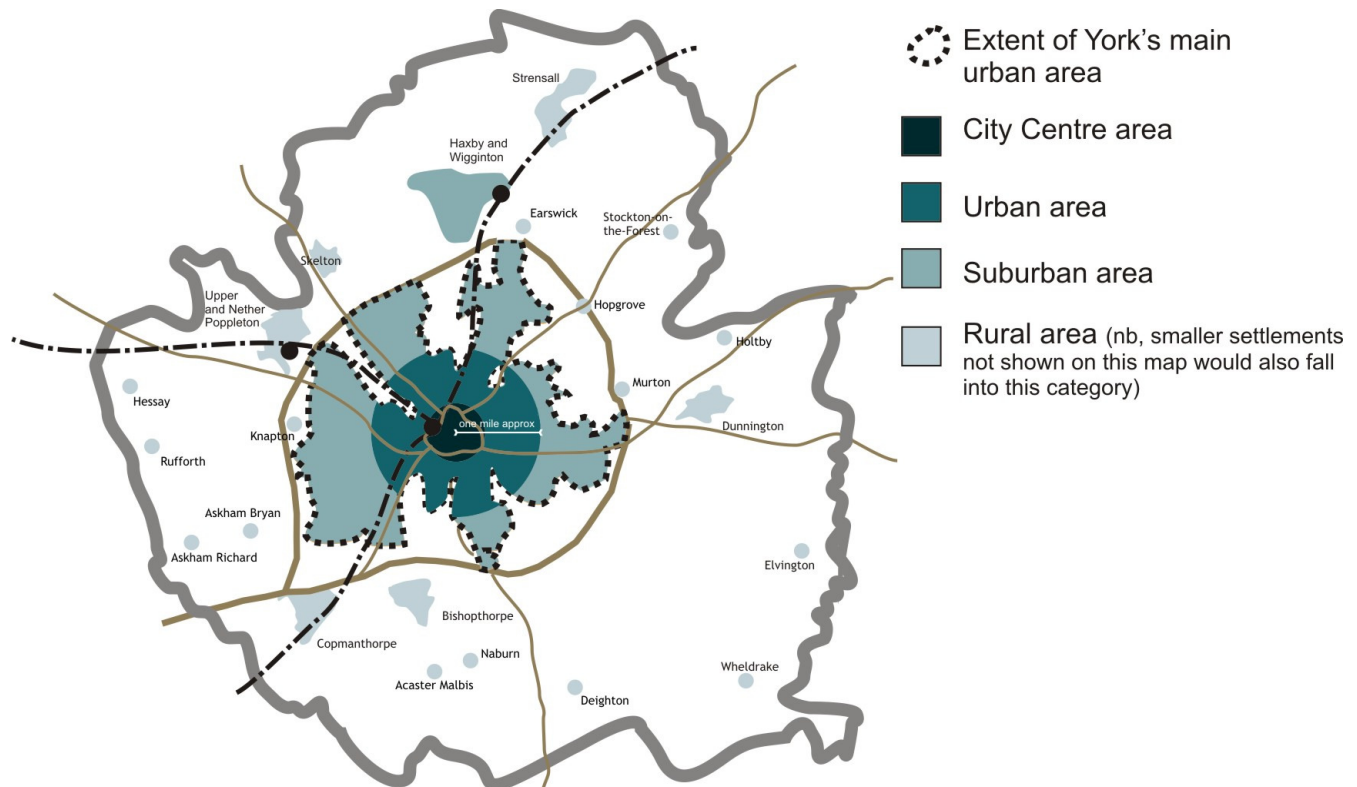 Extent of York's main
urban area
City Centre area
Urban area
Suburban area
Rural area (nb, smaller settlements
not shown on this map would also fall
into this category)
Strensall
Haxby and
Wigginton
Earswick
Stockton-on-
the-Forest
Skelton
Upper
and Nether
Poppleton
Hopgrove
Holtby
Hessay
Murton
Knapton
one mile approx
Dunnington
Rufforth
Askham Bryan
Askham Richard
Elvington
Bishopthorpe
Copmanthorpe
Naburn
Acaster Malbis
Wheldrake
Deighton